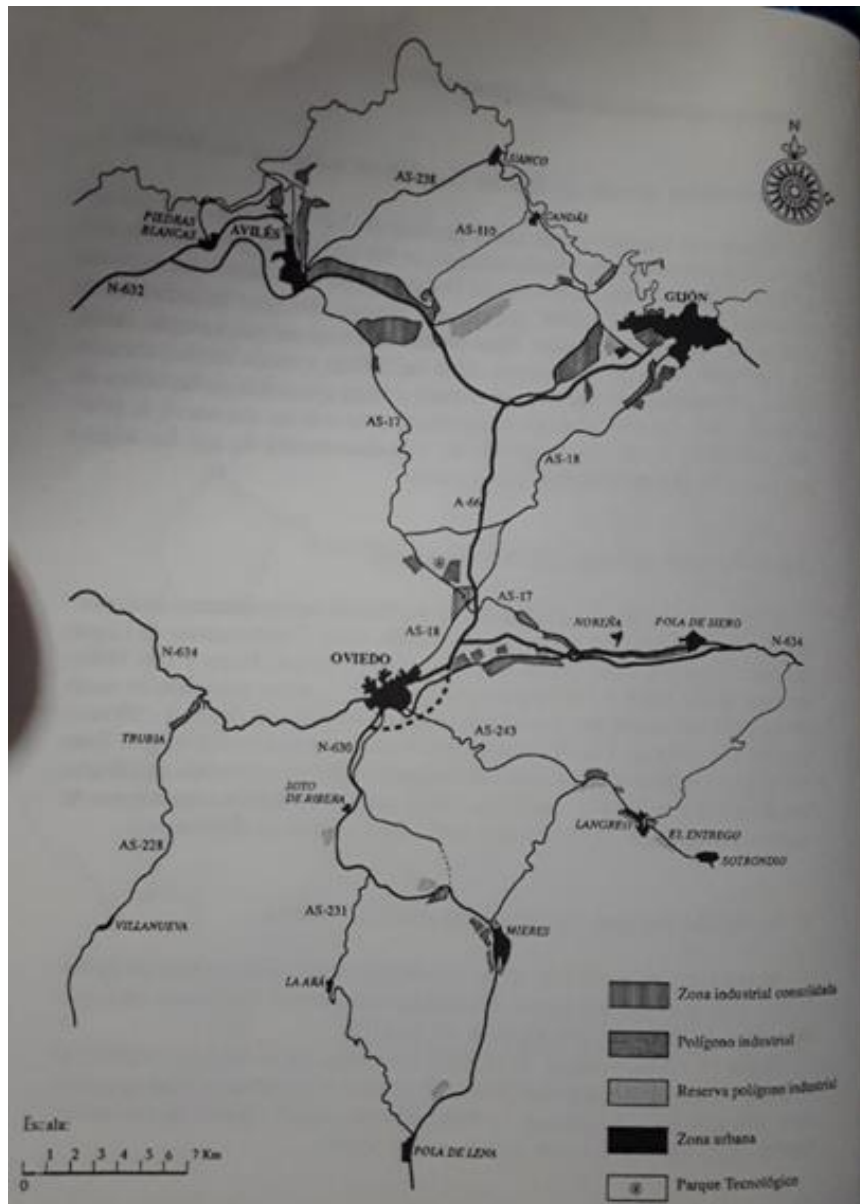 N
LUANCO
AS-238
CANDÁS
PIEDRAS
BLANCAS
AVILÉS
AS-110
N-632
GIJÓN
AS-17
AS-18
A-66
AS-17
NOREÑA
POLA DE SIERO
AS-18
N-634
N-634
OVIEDO
TRUBIA
AS-243
N-630
SOTO
DE RIBERA
LANGREO
EL ENTREGO
SOTRONDIO
AS-228
AS-231
VILLANUEVA
MIERES
LA ARÁ
Zona industrial consolidada
Polígono industrial
Reserva polígono industrial
Escala:
Zona urbana
0 1 2 3 4 5 6 7 Km
POLA DE LENA
Parque Tecnológico